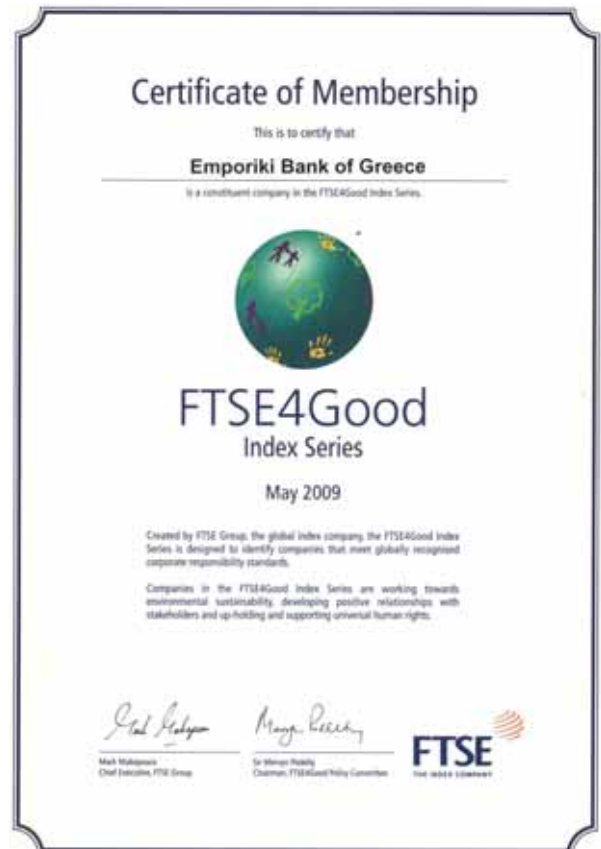 Certificate of Membership
This is to certify that
Emporiki Bank of Greece
is a constituent company in the FTSE4Good Index Series.
FTSE4Good
Index Series
May 2009
Created by FTSE Group, the global index company, the FTSE4Good Index
Series is designed to identify companies that meet globally recognised
corporate responsibility standards.
Companies in the FTSE4Good Index Series are working towards
environmental sustainability, developing positive relationships with
stakeholders and up-holding and supporting universal human rights.
Mark Makepeace
Chief Executive, FTSE Group
Sir Mervyn Pedelty
Chairman, FTSE4Good Policy Committee
FTSE
THE INDEX COMPANY